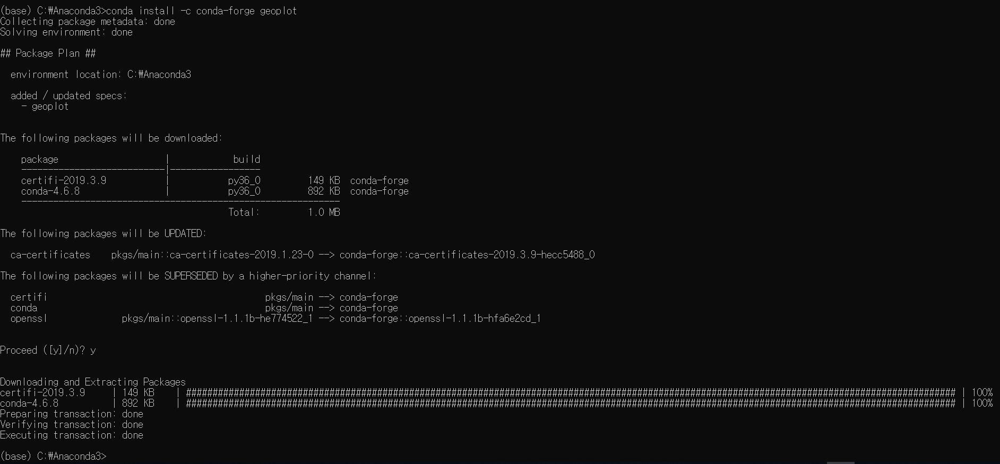 (base) C:₩Anaconda3>conda install -c conda-forge geoplot
Collecting package metadata: done
Solving environment: done
## Package Plan ##
environment location: C:₩Anaconda3
added / updated specs:
- geoplot
The following packages will be downloaded:
package | build
---------------------------|-----------------
certifi-2019.3.9 | py36_0 149 KB conda-forge
conda-4.6.8 | py36_0 892 KB conda-forge
------------------------------------------------------------
Total: 1.0 MB
The following packages will be UPDATED:
ca-certificates pkgs/main::ca-certificates-2019.1.23-0 --> conda-forge::ca-certificates-2019.3.9-hecc5488_0
The following packages will be SUPERSEDED by a higher-priority channel:
certifi pkgs/main --> conda-forge
conda pkgs/main --> conda-forge
openssl pkgs/main::openssl-1.1.1b-he774522_1 --> conda-forge::openssl-1.1.1b-hfa6e2cd_1
Proceed ([y]/n)? y
Downloading and Extracting Packages
certifi-2019.3.9 | 149 KB | ################################################################################################################################################# | 100%
conda-4.6.8 | 892 KB | ################################################################################################################################################# | 100%
Preparing transaction: done
Verifying transaction: done
Executing transaction: done
(base) C:₩Anaconda3>